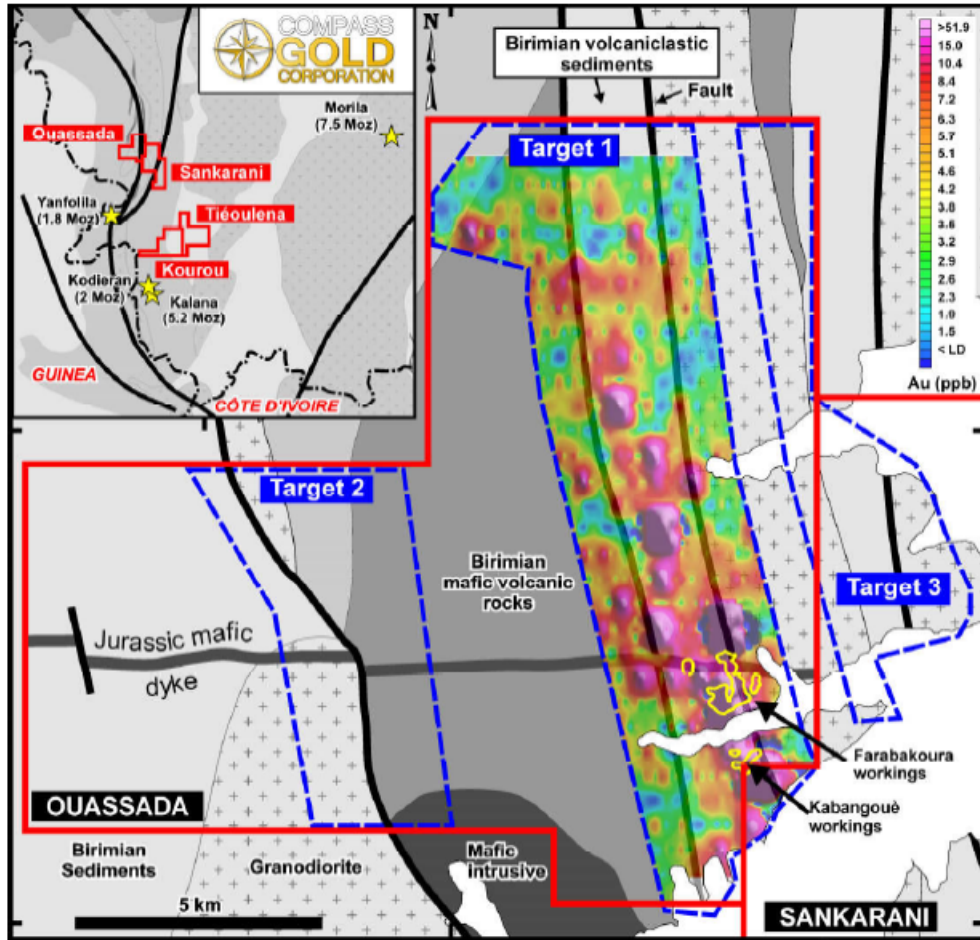 COMPASS
GOLD
CORPORATION
Morila
(7.5 Moz)
Ouassada
Sankarani
Yanfolila
(1.8 Moz)
Tiéoulena
Kourou
Kodieran
(2 Moz)
Kalana
(5.2 Moz)
GUINEA
CÔTE D'IVOIRE
N
Birimian volcaniclastic
sediments
Fault
Target 1
>51.9
15.0
10.4
7.2
6.3
5.7
5.1
4.6
4.2
3.8
3.6
3.2
2.9
2.6
2.3
1.9
1.5
< LD
Au (ppb)
Target 2
Birimian
mafic volcanic
rocks
Target 3
Jurassic mafic
dyke
Farabakoura
workings
Kabangouè
workings
OUASSADA
Birimian
Sediments
Granodiorite
Mafic
intrusive
5 km
SANKARANI